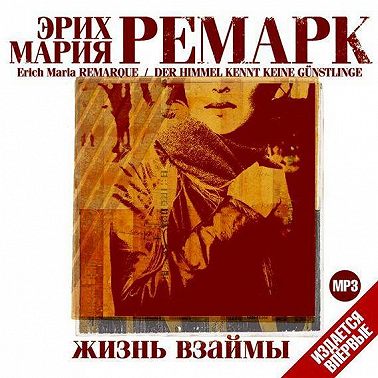 ЭРИХ
МАРИЯ
РЕМАРК
Erich Maria REMARQUE / DER HIMMEL KENNT KEINE GÜNSTLINGE
MP3
ИЗДАЕТСЯ
ВПЕРВЫЕ
ЖИЗНЬ ВЗАЙМЫ